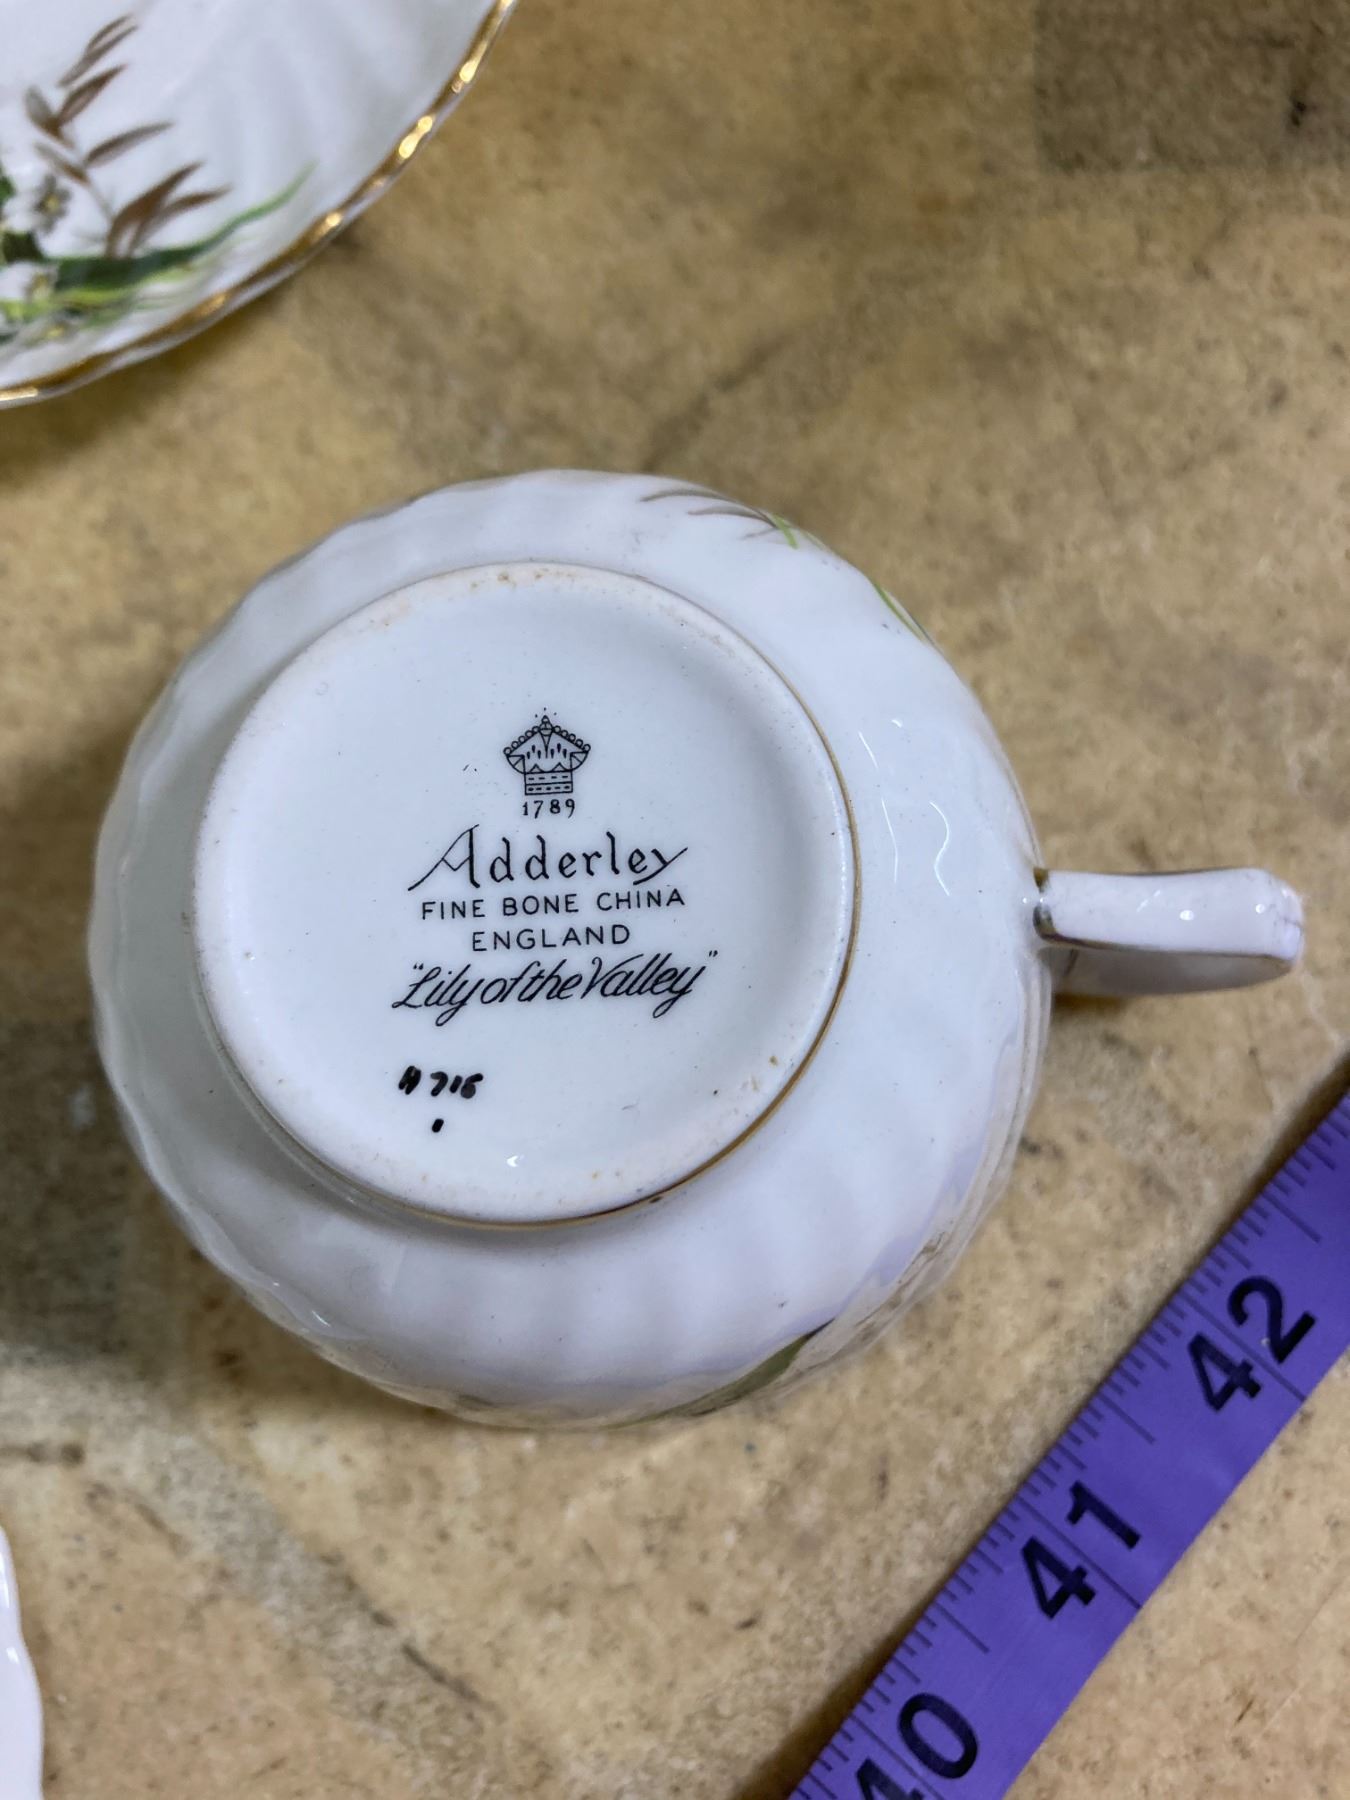 1789
Adderley
FINE BONE CHINA
ENGLAND
"Lily of the Valley"
H 716
42
41
40